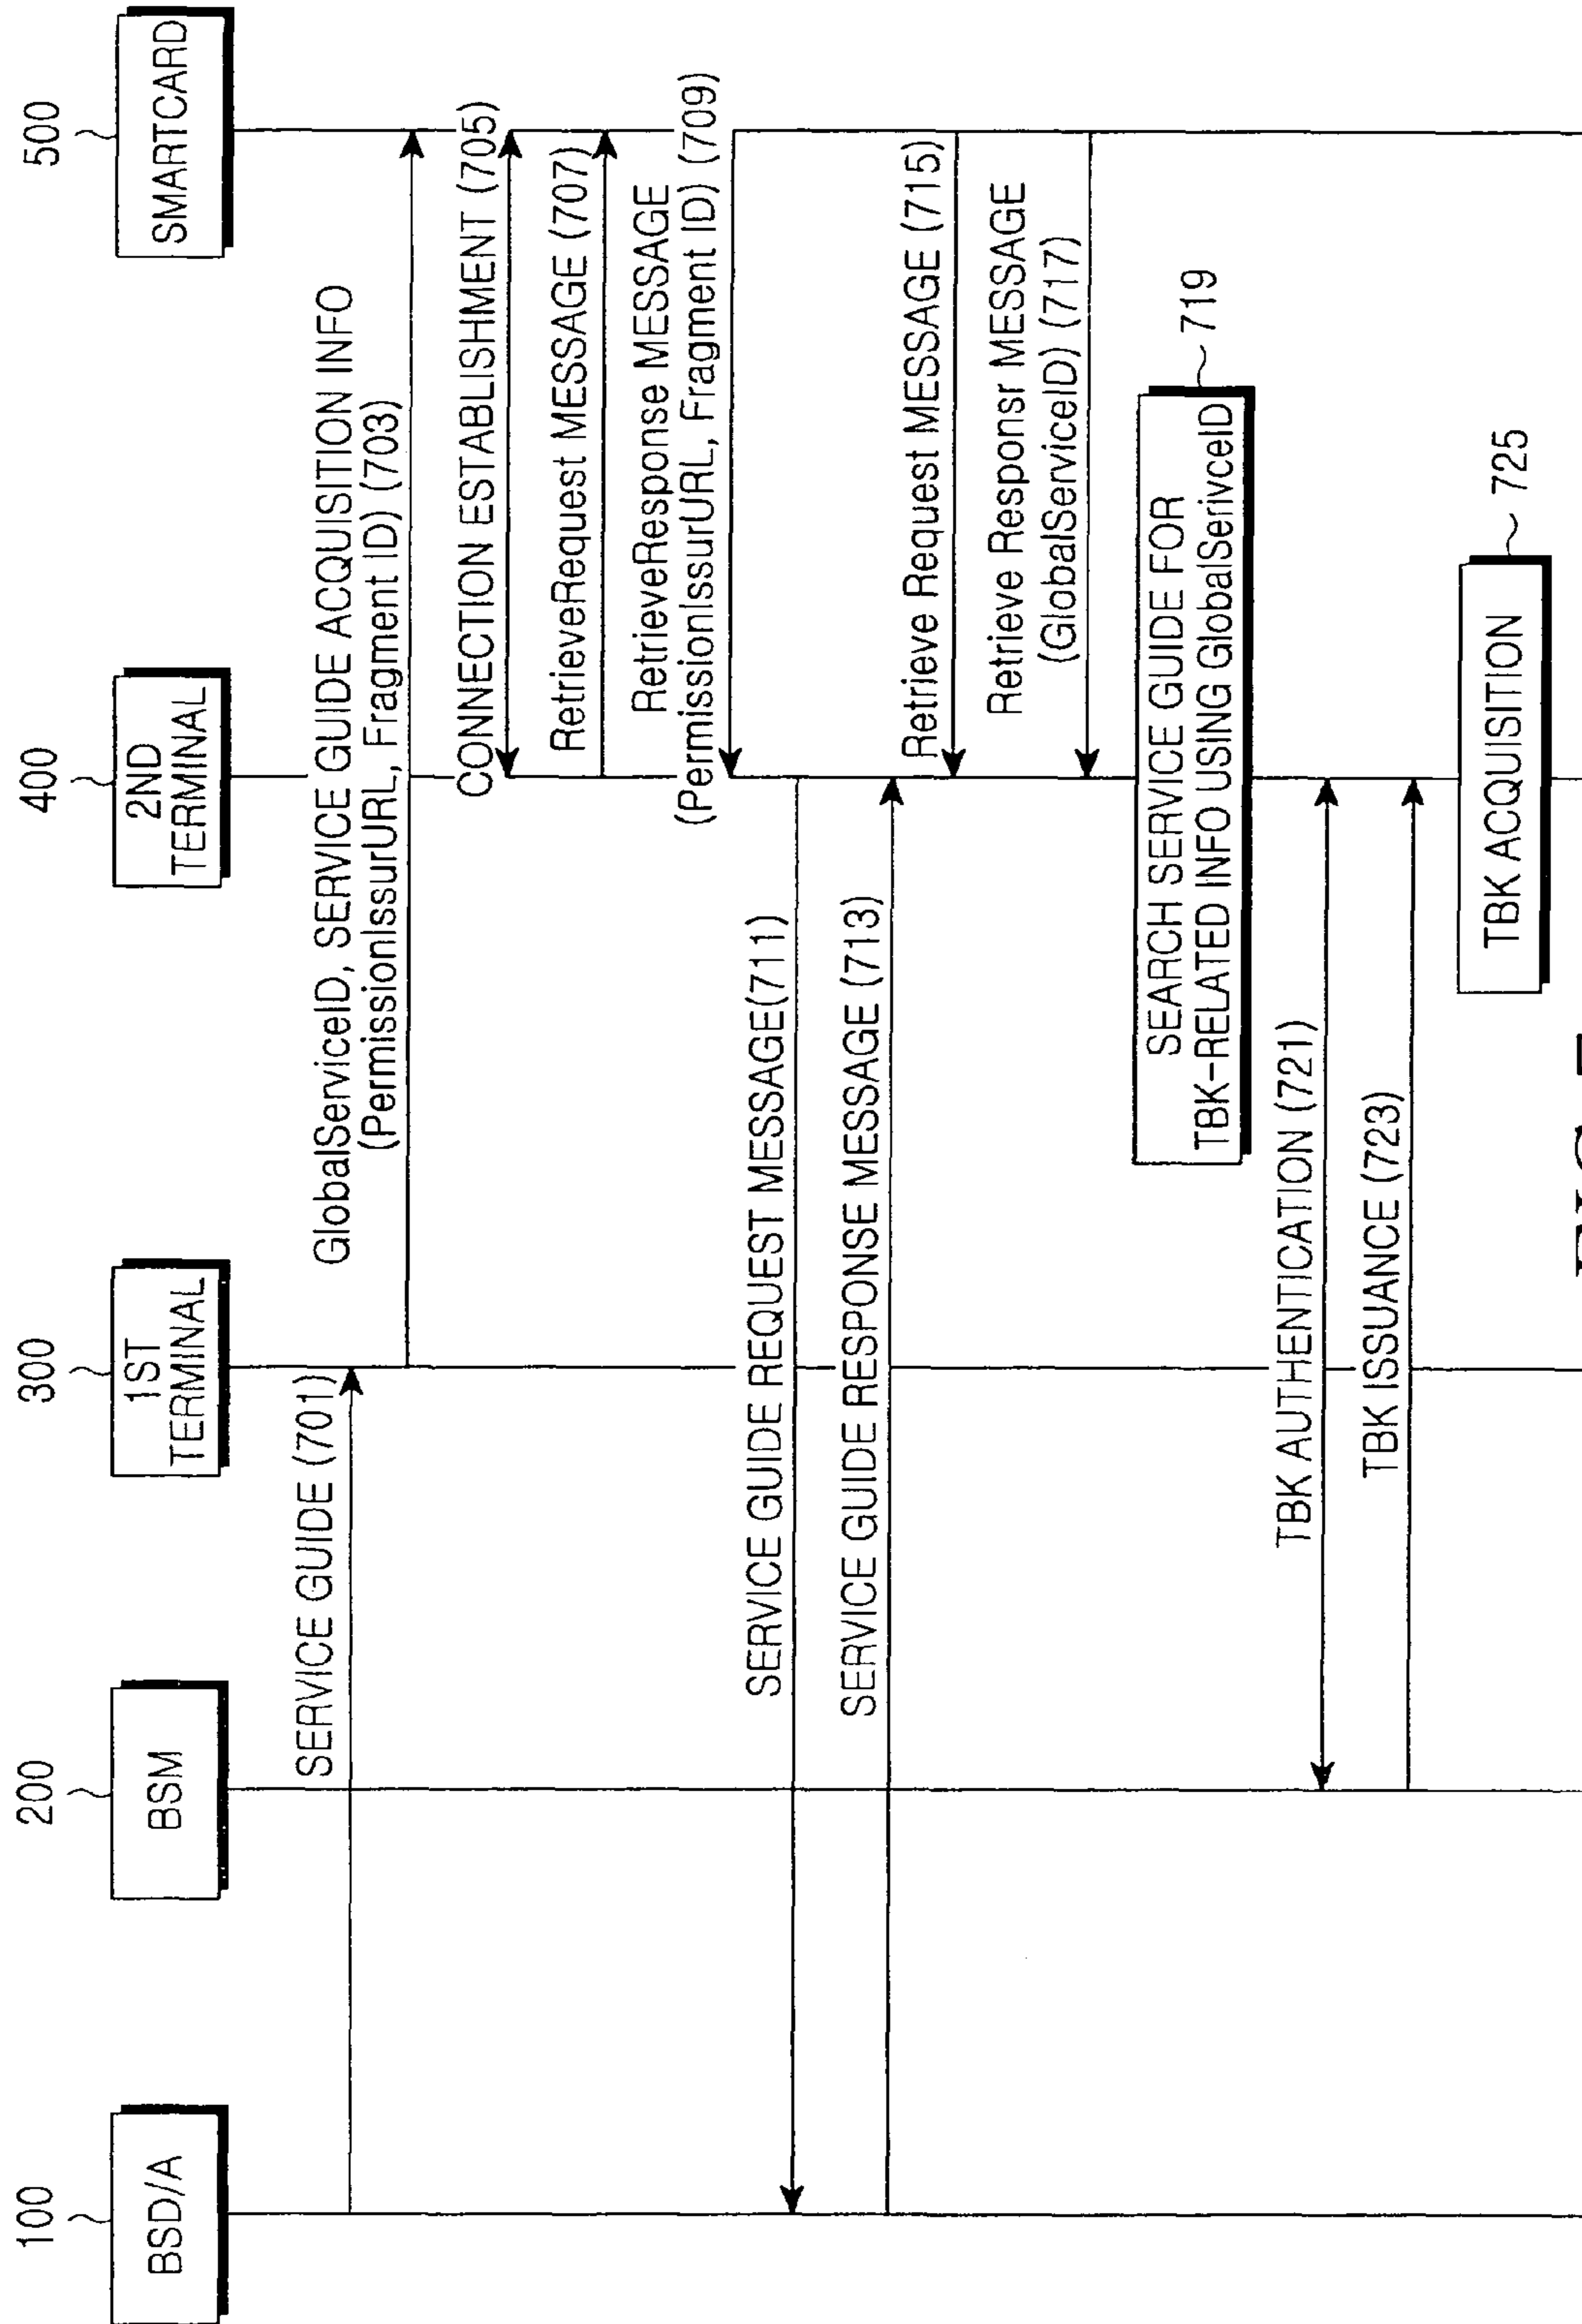 100
BSD/A
200
BSM
300
1ST
TERMINAL
400
2ND
TERMINAL
500
SMARTCARD
SERVICE GUIDE (701)
GlobalServiceID, SERVICE GUIDE ACQUISITION INFO
(PermissionIssurURL, Fragment ID) (703)
CONNECTION ESTABLISHMENT (705)
RetrieveRequest MESSAGE (707)
RetrieveResponse MESSAGE
(PermissionIssurURL, Fragment ID) (709)
SERVICE GUIDE REQUEST MESSAGE(711)
SERVICE GUIDE RESPONSE MESSAGE (713)
Retrieve Request MESSAGE (715)
Retrieve Responsr MESSAGE
(GlobalServiceID) (717)
SEARCH SERVICE GUIDE FOR
TBK-RELATED INFO USING GlobalSerivceID
719
TBK AUTHENTICATION (721)
TBK ISSUANCE (723)
TBK ACQUISITION
725